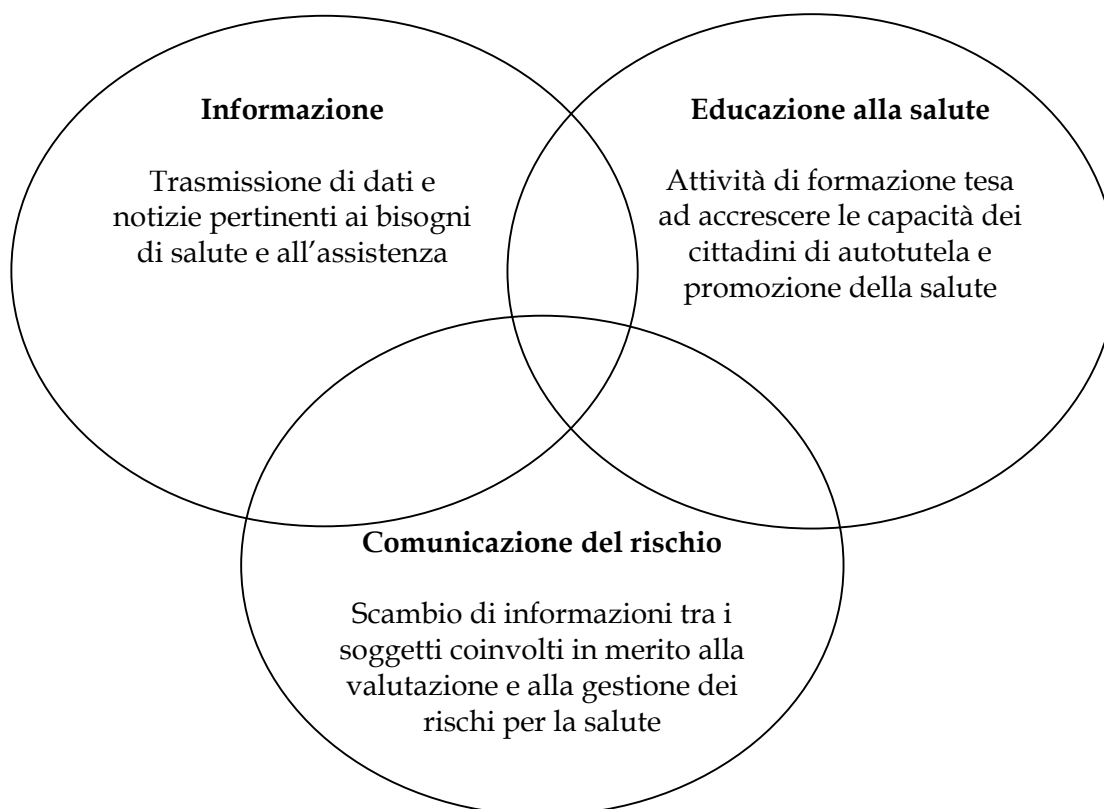 Informazione
Trasmissione di dati e
notizie pertinenti ai bisogni
di salute e all’assistenza
Educazione alla salute
Attività di formazione tesa
ad accrescere le capacità dei
cittadini di autotutela e
promozione della salute
Comunicazione del rischio
Scambio di informazioni tra i
soggetti coinvolti in merito alla
valutazione e alla gestione dei
rischi per la salute